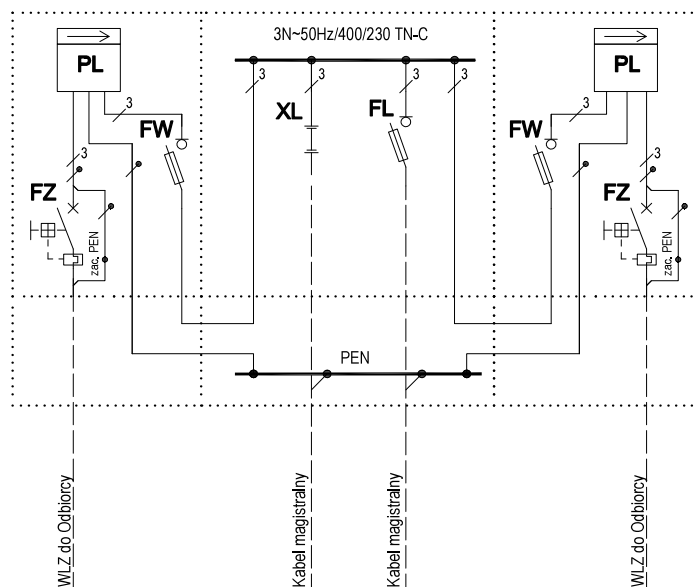 3N~50Hz/400/230 TN-C
PL
PL
3
3
3
3
3
3
XL
FL
FW
FW
3
3
FZ
FZ
zac. PEN
zac. PEN
PEN
WLZ do Odbiorcy
Kabel magistralny
Kabel magistralny
WLZ do Odbiorcy